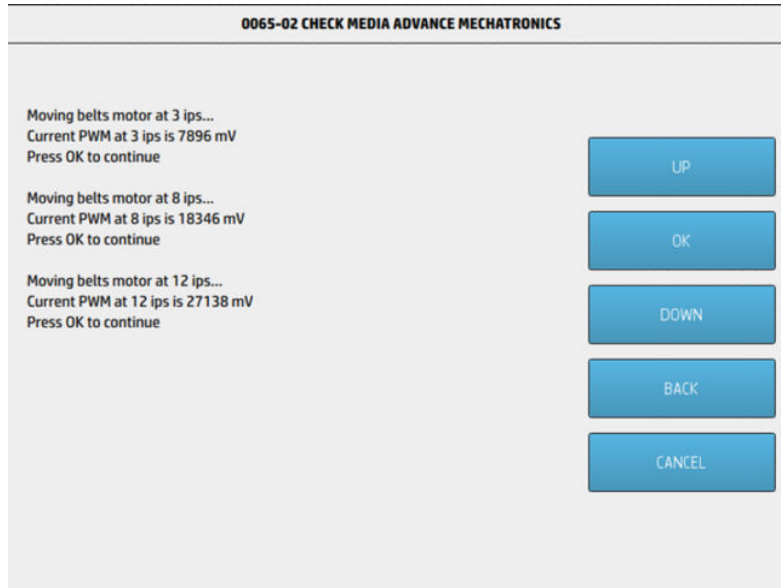 0065-02 CHECK MEDIA ADVANCE MECHATRONICS
Moving belts motor at 3 ips...
Current PWM at 3 ips is 7896 mV
Press OK to continue
Moving belts motor at 8 ips...
Current PWM at 8 ips is 18346 mV
Press OK to continue
Moving belts motor at 12 ips...
Current PWM at 12 ips is 27138 mV
Press OK to continue
UP
OK
DOWN
BACK
CANCEL